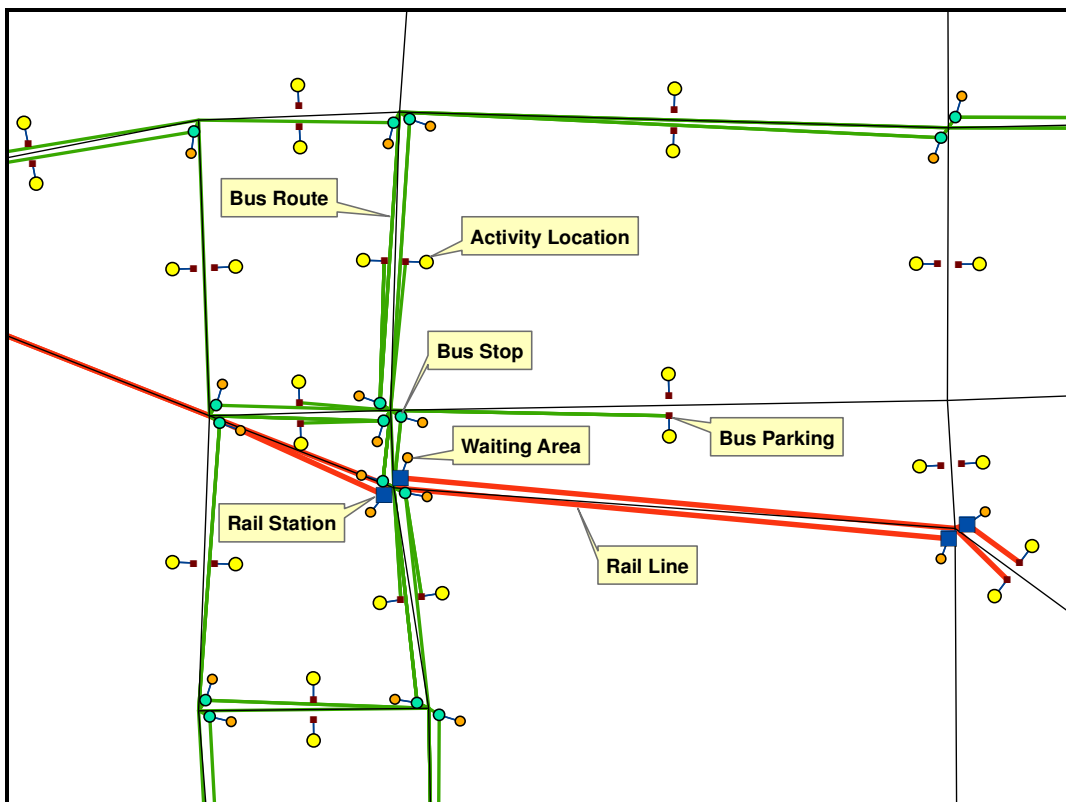 Bus Route
Activity Location
Bus Stop
Waiting Area
Bus Parking
Rail Station
Rail Line